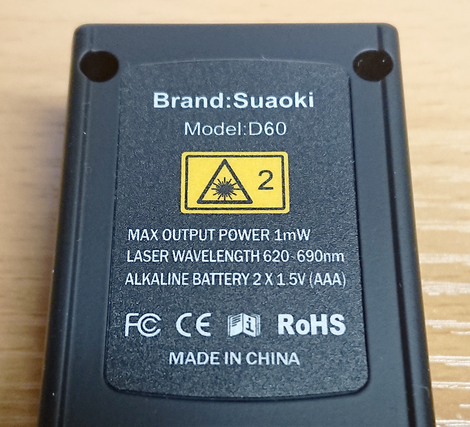 Brand:Suaoki
Model:D60
2
MAX OUTPUT POWER 1mW
LASER WAVELENGTH 620~690nm
ALKALINE BATTERY 2 X 1.5V (AAA)
FC CE RoHS
MADE IN CHINA